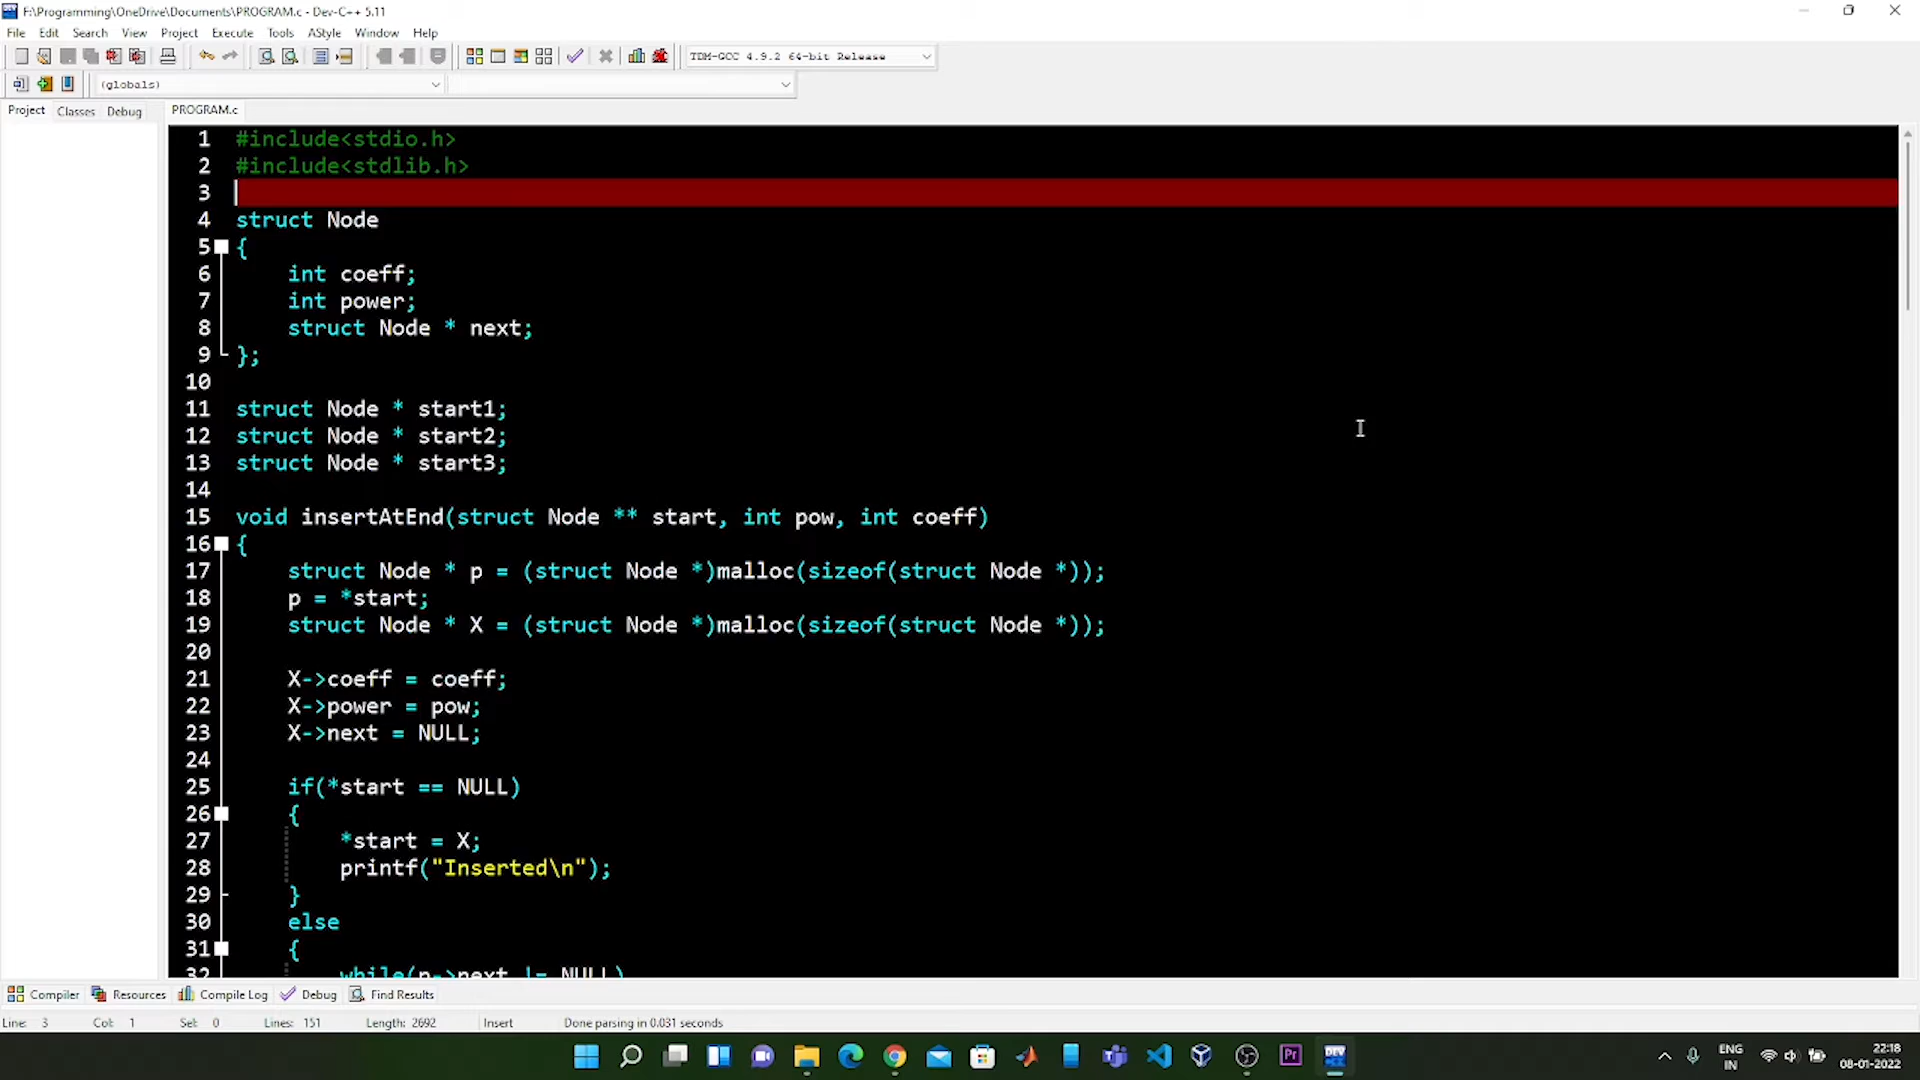 F:\Programming\OneDrive\Documents\PROGRAM.c - Dev-C++ 5.11
File Edit Search View Project Execute Tools AStyle Window Help
TDM-GCC 4.9.2 64-bit Release
(globals)
Project Classes Debug PROGRAM.c
1 #include<stdio.h>
2 #include<stdlib.h>
3
4 struct Node
5 {
6 int coeff;
7 int power;
8 struct Node * next;
9 };
10
11 struct Node * start1;
12 struct Node * start2;
13 struct Node * start3;
14
15 void insertAtEnd(struct Node ** start, int pow, int coeff)
16 {
17 struct Node * p = (struct Node *)malloc(sizeof(struct Node *));
18 p = *start;
19 struct Node * X = (struct Node *)malloc(sizeof(struct Node *));
20
21 X->coeff = coeff;
22 X->power = pow;
23 X->next = NULL;
24
25 if(*start == NULL)
26 {
27 *start = X;
28 printf("Inserted\n");
29 }
30 else
31 {
32 while(p->next != NULL)
Compiler Resources Compile Log Debug Find Results
Line: 3 Col: 1 Sel: 0 Lines: 151 Length: 2692 Insert Done parsing in 0.031 seconds
Pr DEV
ENG 22:18
IN 08-01-2022